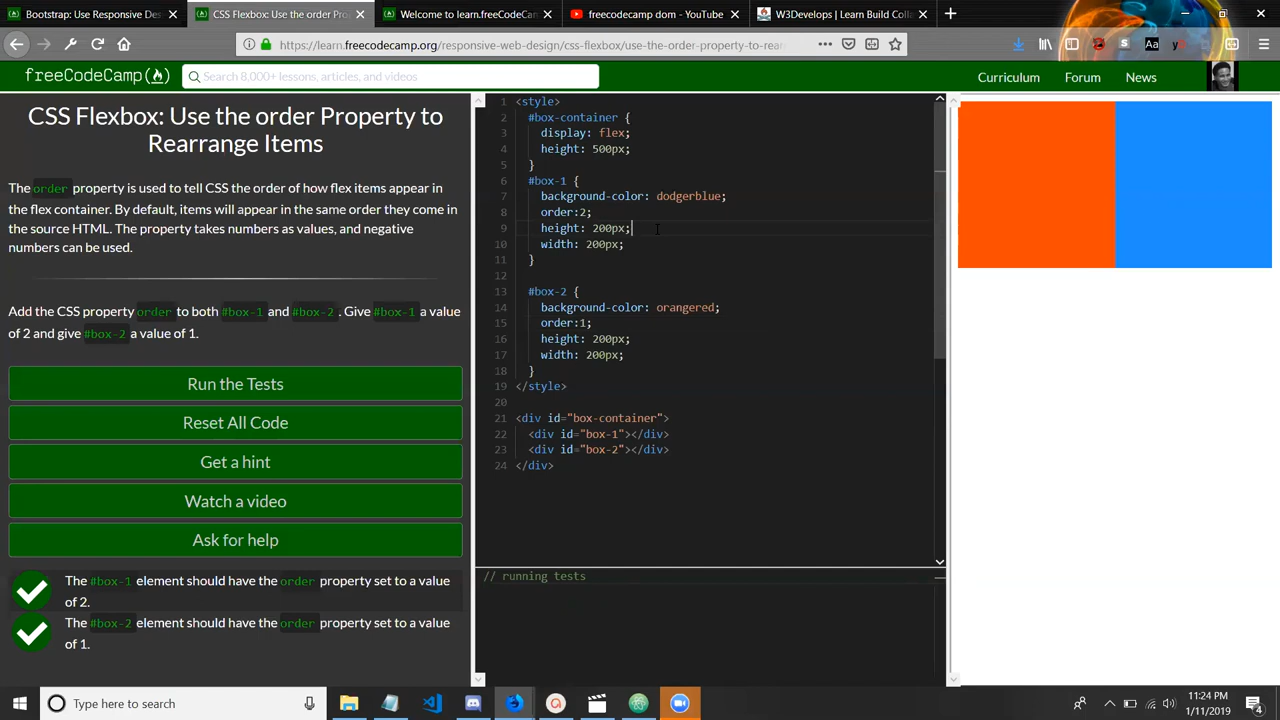 Bootstrap: Use Responsive Des
CSS Flexbox: Use the order Pro
Welcome to learn.freeCodeCam
freecodecamp dom - YouTube
W3Develops | Learn Build Colla
https://learn.freecodecamp.org/responsive-web-design/css-flexbox/use-the-order-property-to-rear
freeCodeCamp
Search 8,000+ lessons, articles, and videos
Curriculum
Forum
News
CSS Flexbox: Use the order Property to
Rearrange Items
The order property is used to tell CSS the order of how flex items appear in
the flex container. By default, items will appear in the same order they come in
the source HTML. The property takes numbers as values, and negative
numbers can be used.
Add the CSS property order to both #box-1 and #box-2. Give #box-1 a value
of 2 and give #box-2 a value of 1.
Run the Tests
Reset All Code
Get a hint
Watch a video
Ask for help
The #box-1 element should have the order property set to a value
of 2.
The #box-2 element should have the order property set to a value
of 1.
1 <style>
2 #box-container {
3 display: flex;
4 height: 500px;
5 }
6 #box-1 {
7 background-color: dodgerblue;
8 order:2;
9 height: 200px;
10 width: 200px;
11 }
12
13 #box-2 {
14 background-color: orangered;
15 order:1;
16 height: 200px;
17 width: 200px;
18 }
19 </style>
20
21 <div id="box-container">
22 <div id="box-1"></div>
23 <div id="box-2"></div>
24 </div>
// running tests
Type here to search
11:24 PM
1/11/2019
4